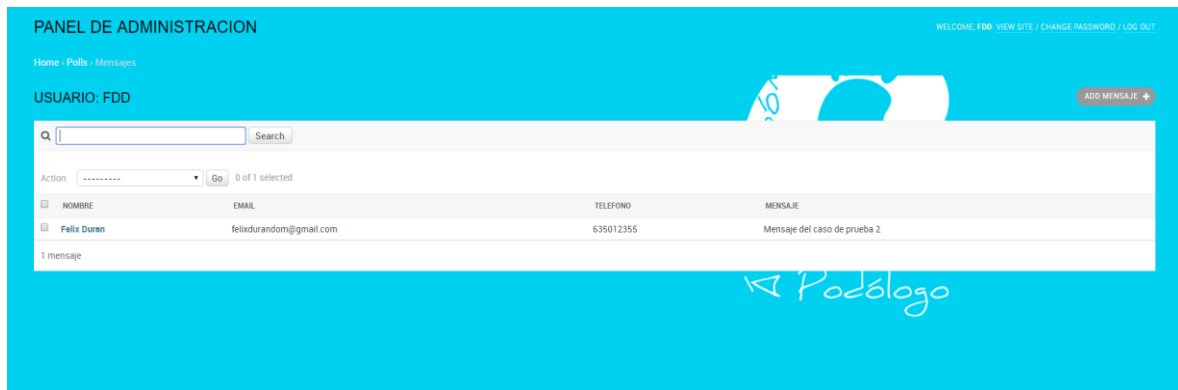 PANEL DE ADMINISTRACION
WELCOME, FDD. VIEW SITE / CHANGE PASSWORD / LOG OUT
Home › Polls › Mensajes
USUARIO: FDD
ADD MENSAJE +
Search
Action: --------- Go 0 of 1 selected
NOMBRE EMAIL TELEFONO MENSAJE
Felix Duran felixdurandom@gmail.com 635012355 Mensaje del caso de prueba 2
1 mensaje
Podólogo